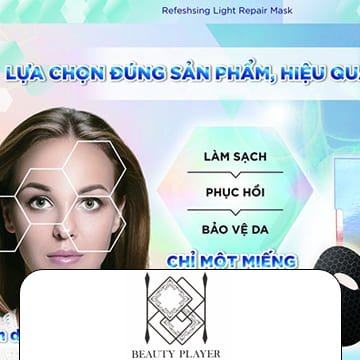 Refeshsing Light Repair Mask
LỰA CHỌN ĐÚNG SẢN PHẨM, HIỆU QU
LÀM SẠCH
PHỤC HỒI
BẢO VỆ DA
CHỈ MỘT MIẾNG
BEAUTY PLAYER